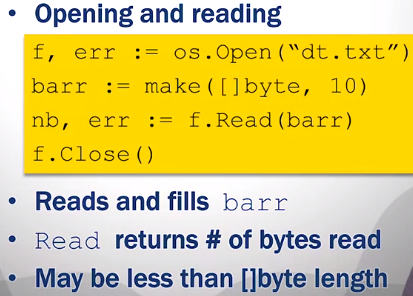 • Opening and reading
f, err := os.Open(“dt.txt”)
barr := make([]byte, 10)
nb, err := f.Read(barr)
f.Close()
• Reads and fills barr
• Read returns # of bytes read
• May be less than []byte length